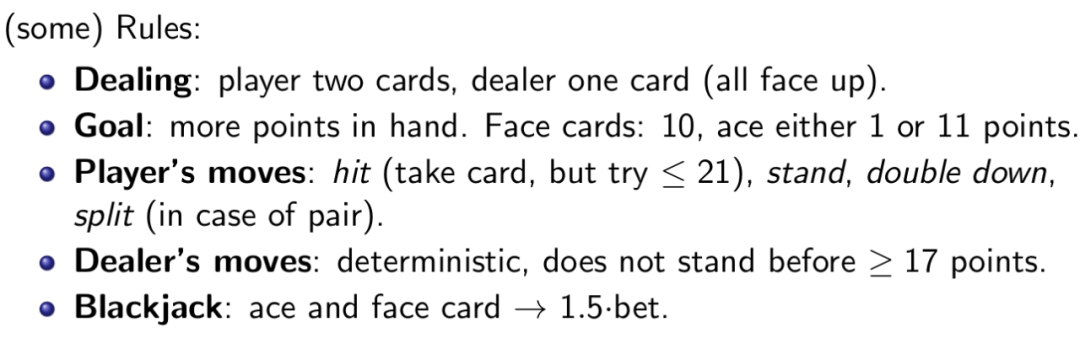 (some) Rules:
Dealing: player two cards, dealer one card (all face up).
Goal: more points in hand. Face cards: 10, ace either 1 or 11 points.
Player's moves: hit (take card, but try ≤ 21), stand, double down,
split (in case of pair).
Dealer's moves: deterministic, does not stand before ≥ 17 points.
Blackjack: ace and face card → 1.5·bet.